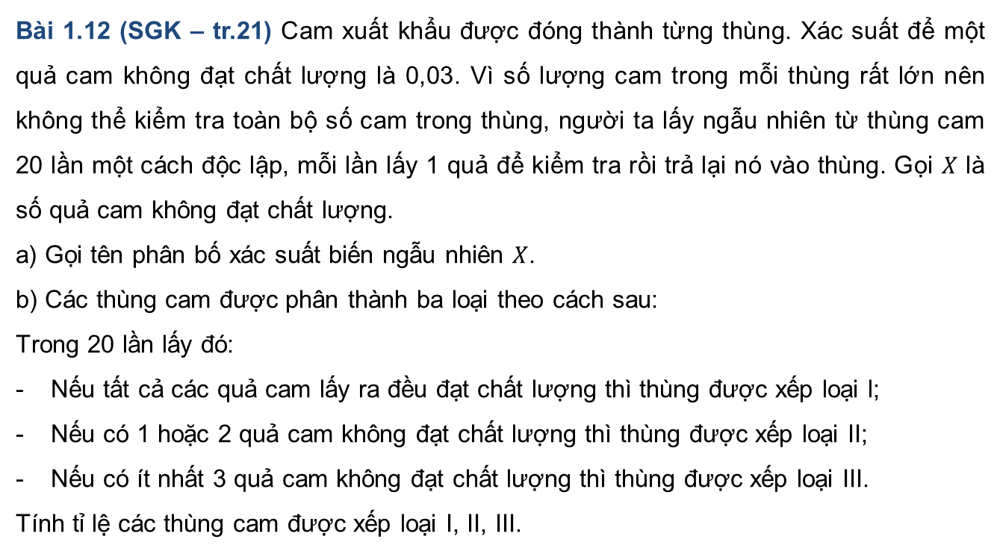 Bài 1.12 (SGK – tr.21) Cam xuất khẩu được đóng thành từng thùng. Xác suất để một
quả cam không đạt chất lượng là 0,03. Vì số lượng cam trong mỗi thùng rất lớn nên
không thể kiểm tra toàn bộ số cam trong thùng, người ta lấy ngẫu nhiên từ thùng cam
20 lần một cách độc lập, mỗi lần lấy 1 quả để kiểm tra rồi trả lại nó vào thùng. Gọi X là
số quả cam không đạt chất lượng.
a) Gọi tên phân bố xác suất biến ngẫu nhiên X.
b) Các thùng cam được phân thành ba loại theo cách sau:
Trong 20 lần lấy đó:
- Nếu tất cả các quả cam lấy ra đều đạt chất lượng thì thùng được xếp loại I;
- Nếu có 1 hoặc 2 quả cam không đạt chất lượng thì thùng được xếp loại II;
- Nếu có ít nhất 3 quả cam không đạt chất lượng thì thùng được xếp loại III.
Tính tỉ lệ các thùng cam được xếp loại I, II, III.